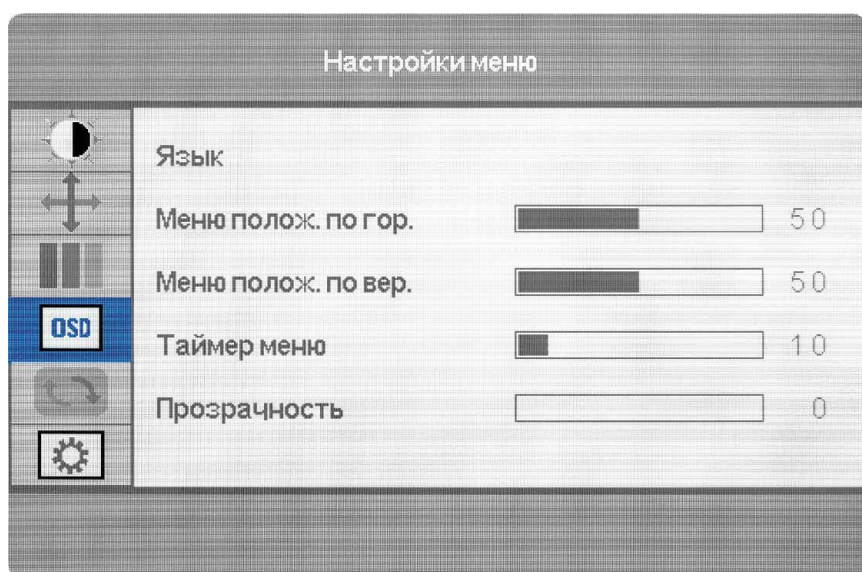 Настройки меню
Язык
Меню полож. по гор. 50
Меню полож. по вер. 50
OSD
Таймер меню 10
Прозрачность 0